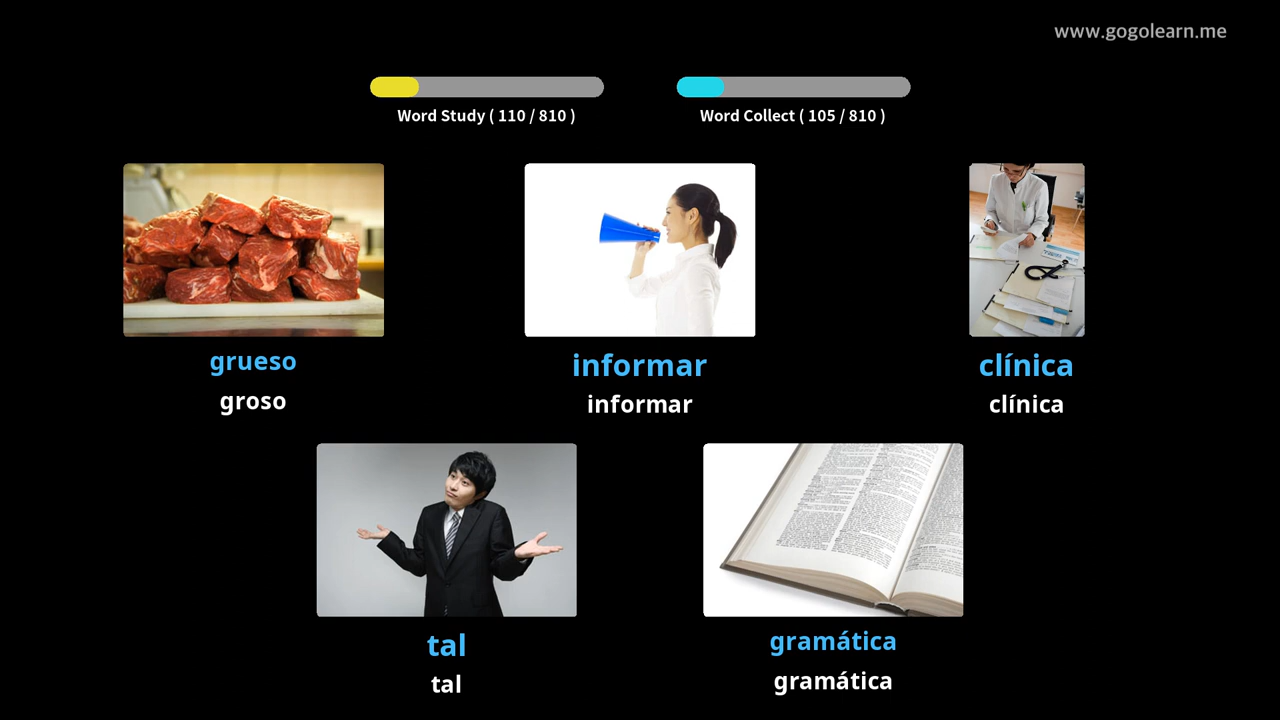 www.gogolearn.me
Word Study ( 110 / 810 )
Word Collect ( 105 / 810 )
grueso
groso
informar
informar
clínica
clínica
tal
tal
gramática
gramática